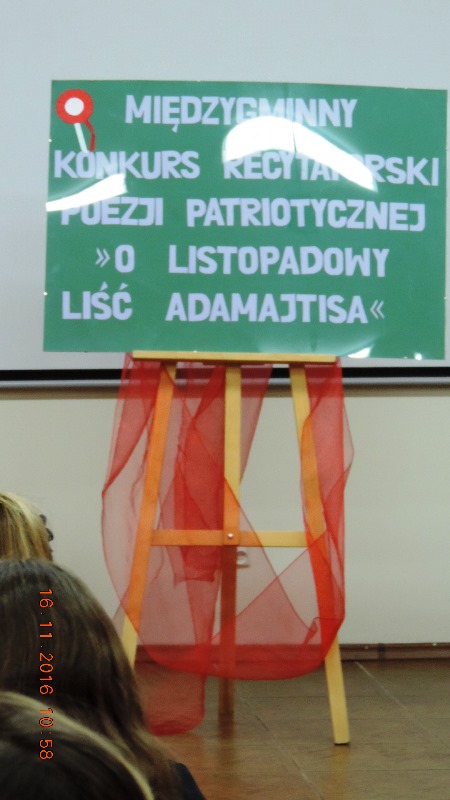 MIĘDZYGMINNY
KONKURS RECYTATORSKI
POEZJI PATRIOTYCZNEJ
»O LISTOPADOWY
LIŚĆ ADAMAJTISA«
16.11.2016 10:58